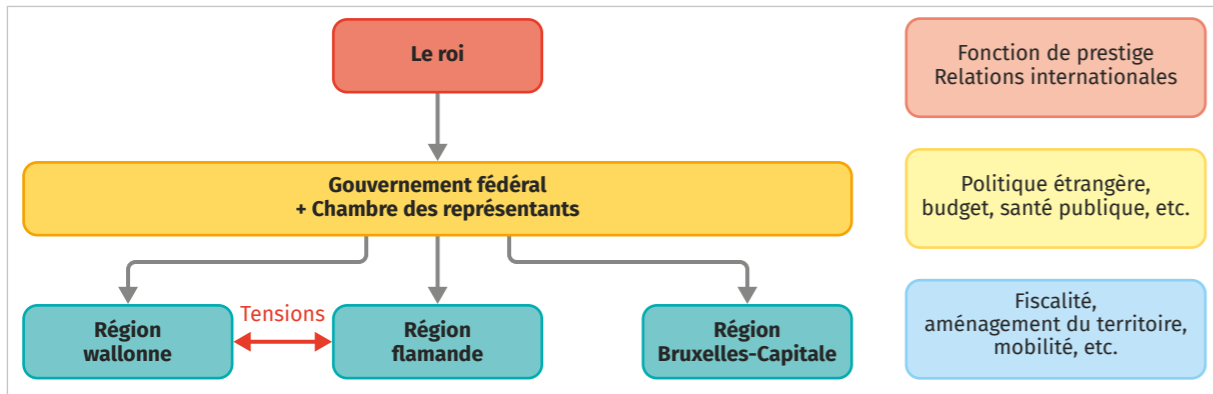 Le roi
Fonction de prestige
Relations internationales
Gouvernement fédéral
+ Chambre des représentants
Politique étrangère,
budget, santé publique, etc.
Région
wallonne
Tensions
Région
flamande
Région
Bruxelles-Capitale
Fiscalité,
aménagement du territoire,
mobilité, etc.